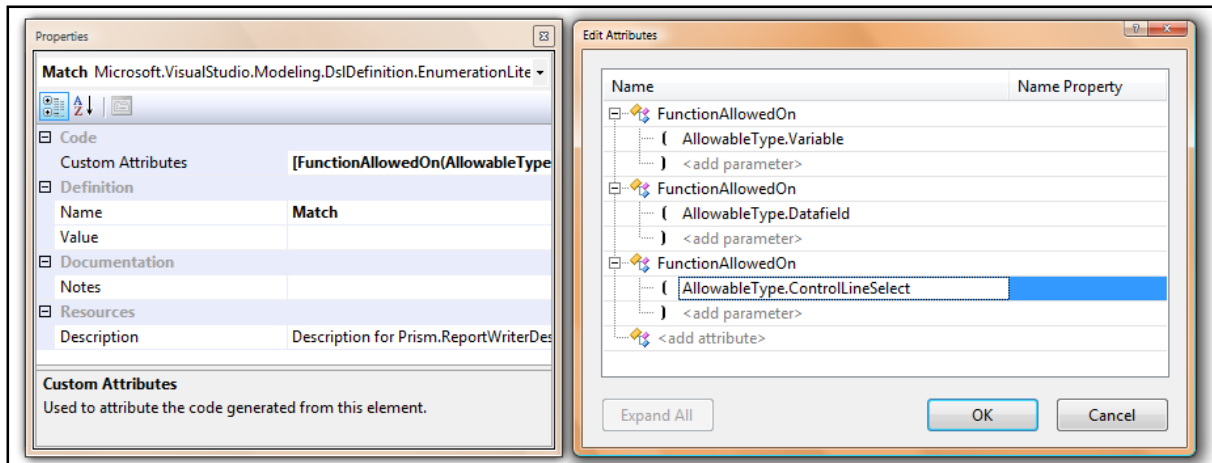 Properties
Match Microsoft.VisualStudio.Modeling.DslDefinition.EnumerationLite
Code
Custom Attributes [FunctionAllowedOn(AllowableType
Definition
Name Match
Value
Documentation
Notes
Resources
Description Description for Prism.ReportWriterDes
Custom Attributes
Used to attribute the code generated from this element.
Edit Attributes
Name Name Property
FunctionAllowedOn
( AllowableType.Variable
) <add parameter>
FunctionAllowedOn
( AllowableType.Datafield
) <add parameter>
FunctionAllowedOn
( AllowableType.ControlLineSelect
) <add parameter>
<add attribute>
Expand All OK Cancel